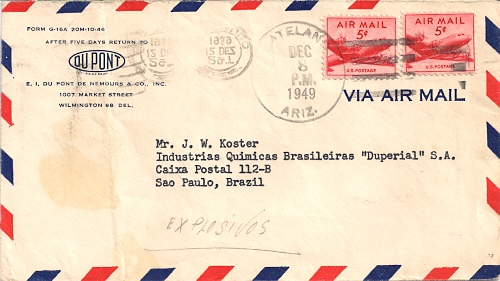 FORM G-16A 20M-10-46
AFTER FIVE DAYS RETURN TO
DU PONT
E. I. DU PONT DE NEMOURS & CO., INC.
1007 MARKET STREET
WILMINGTON 98 DEL.
DEC
8
P.M.
1949
ARIZ.
AIR MAIL
5¢
U.S. POSTAGE
AIR MAIL
5¢
U.S. POSTAGE
VIA AIR MAIL
Mr. J. W. Koster
Industrias Quimicas Brasileiras "Duperial" S.A.
Caixa Postal 112-B
Sao Paulo, Brazil
EXPLOSIVOS